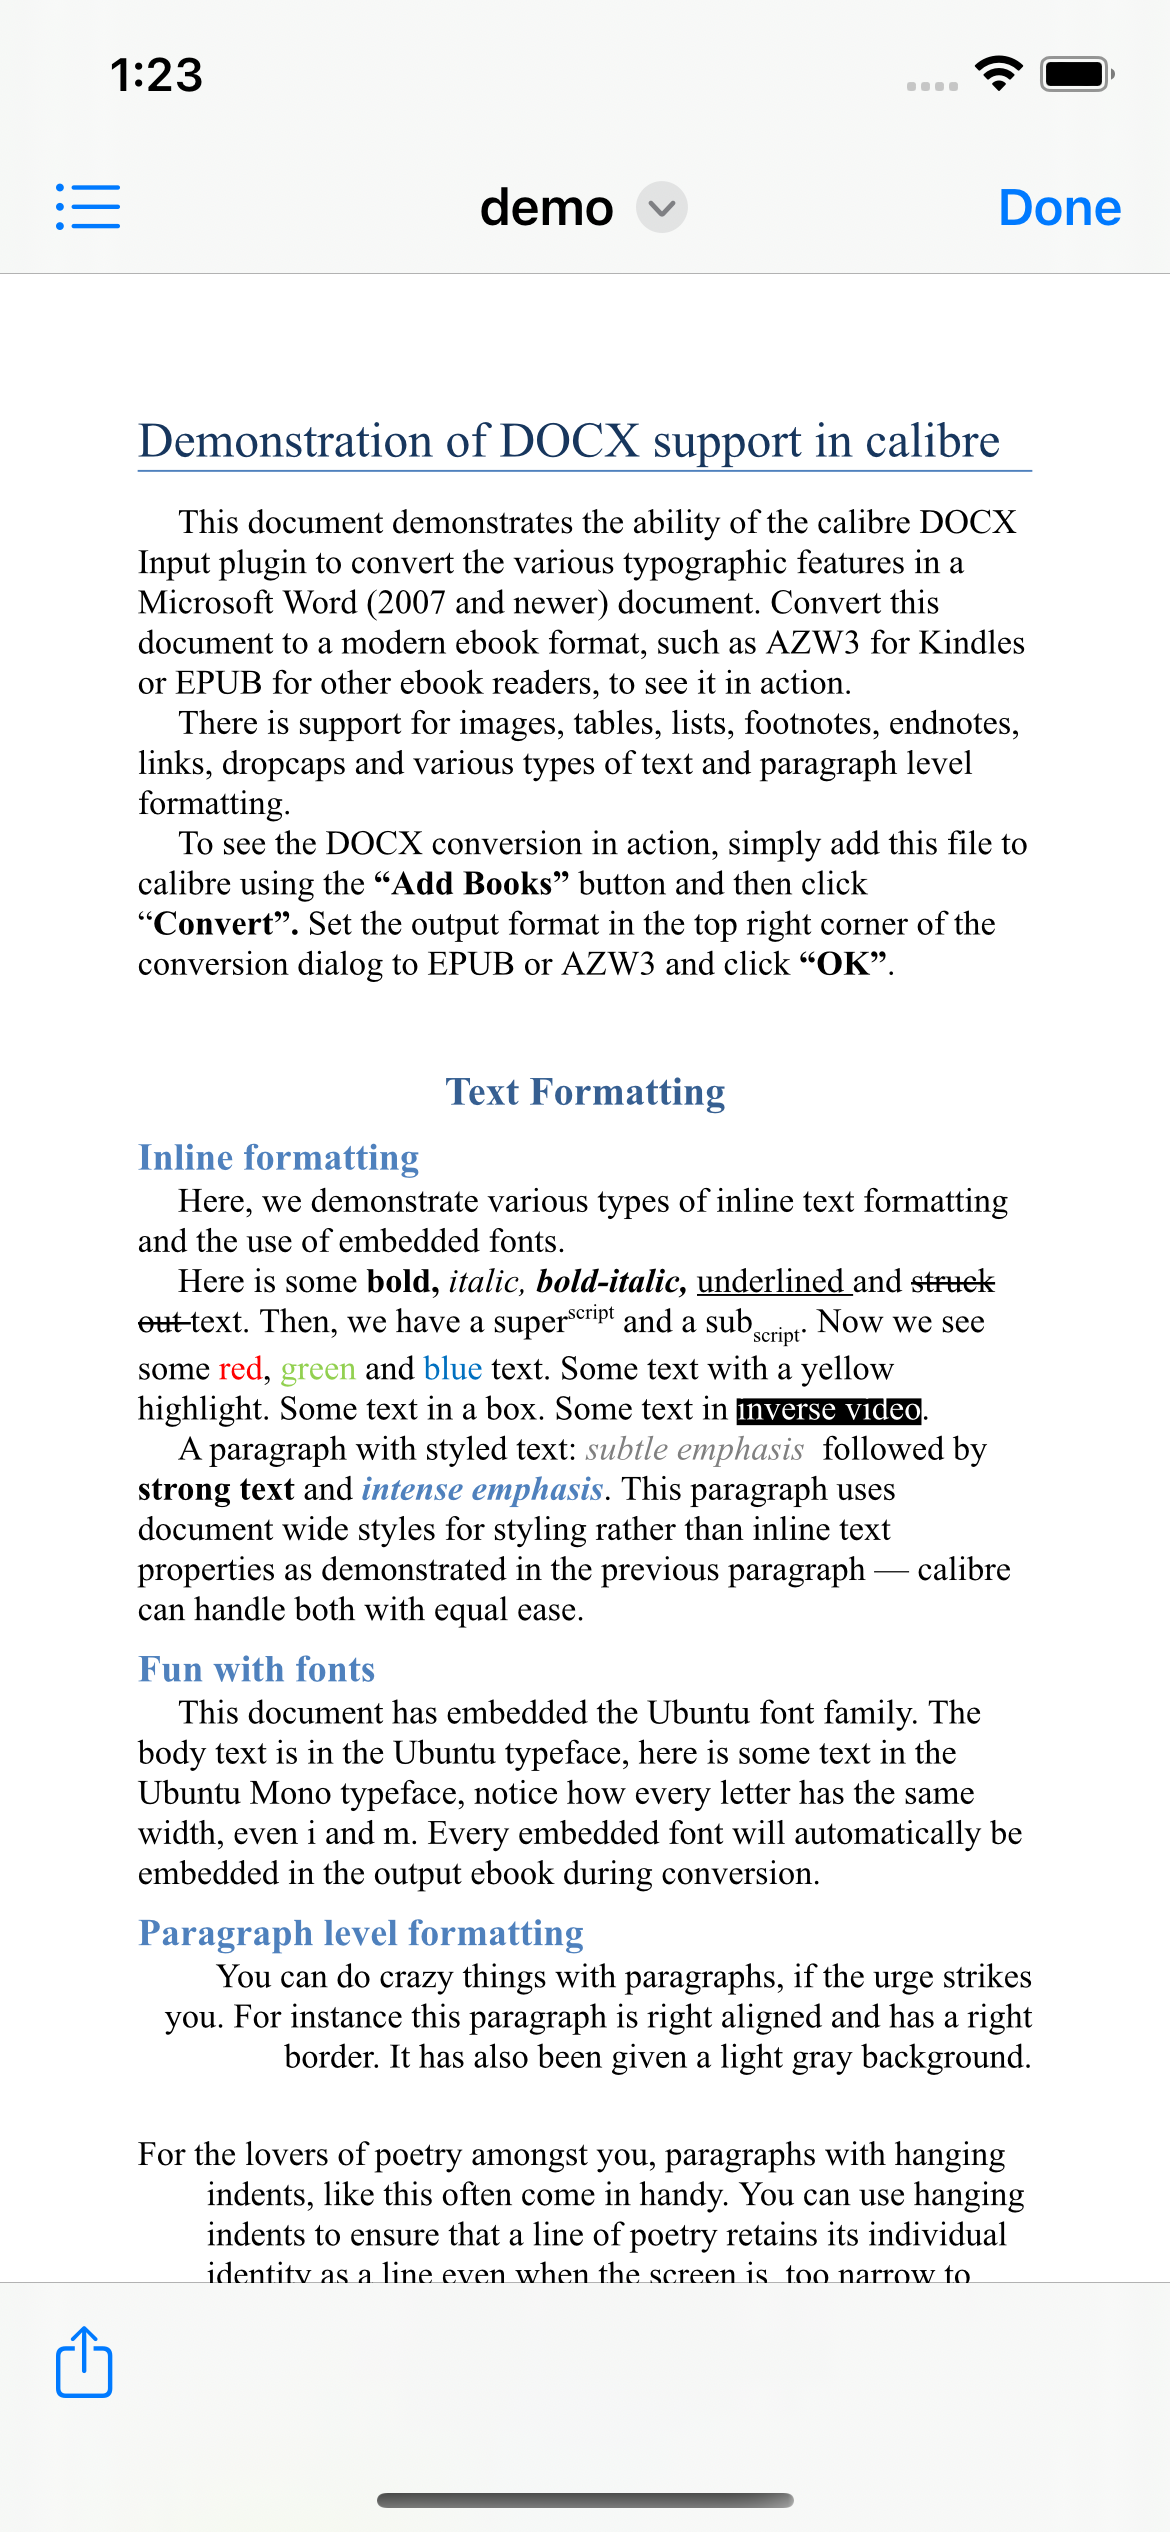 1:23
demo
Done
Demonstration of DOCX support in calibre
This document demonstrates the ability of the calibre DOCX
Input plugin to convert the various typographic features in a
Microsoft Word (2007 and newer) document. Convert this
document to a modern ebook format, such as AZW3 for Kindles
or EPUB for other ebook readers, to see it in action.
There is support for images, tables, lists, footnotes, endnotes,
links, dropcaps and various types of text and paragraph level
formatting.
To see the DOCX conversion in action, simply add this file to
calibre using the “Add Books” button and then click
“Convert”. Set the output format in the top right corner of the
conversion dialog to EPUB or AZW3 and click “OK”.
Text Formatting
Inline formatting
Here, we demonstrate various types of inline text formatting
and the use of embedded fonts.
Here is some bold, italic, bold-italic, underlined and struck
out text. Then, we have a superscript and a subscript. Now we see
some red, green and blue text. Some text with a yellow
highlight. Some text in a box. Some text in inverse video.
A paragraph with styled text: subtle emphasis followed by
strong text and intense emphasis. This paragraph uses
document wide styles for styling rather than inline text
properties as demonstrated in the previous paragraph — calibre
can handle both with equal ease.
Fun with fonts
This document has embedded the Ubuntu font family. The
body text is in the Ubuntu typeface, here is some text in the
Ubuntu Mono typeface, notice how every letter has the same
width, even i and m. Every embedded font will automatically be
embedded in the output ebook during conversion.
Paragraph level formatting
You can do crazy things with paragraphs, if the urge strikes
you. For instance this paragraph is right aligned and has a right
border. It has also been given a light gray background.
For the lovers of poetry amongst you, paragraphs with hanging
indents, like this often come in handy. You can use hanging
indents to ensure that a line of poetry retains its individual
identity as a line even when the screen is too narrow to